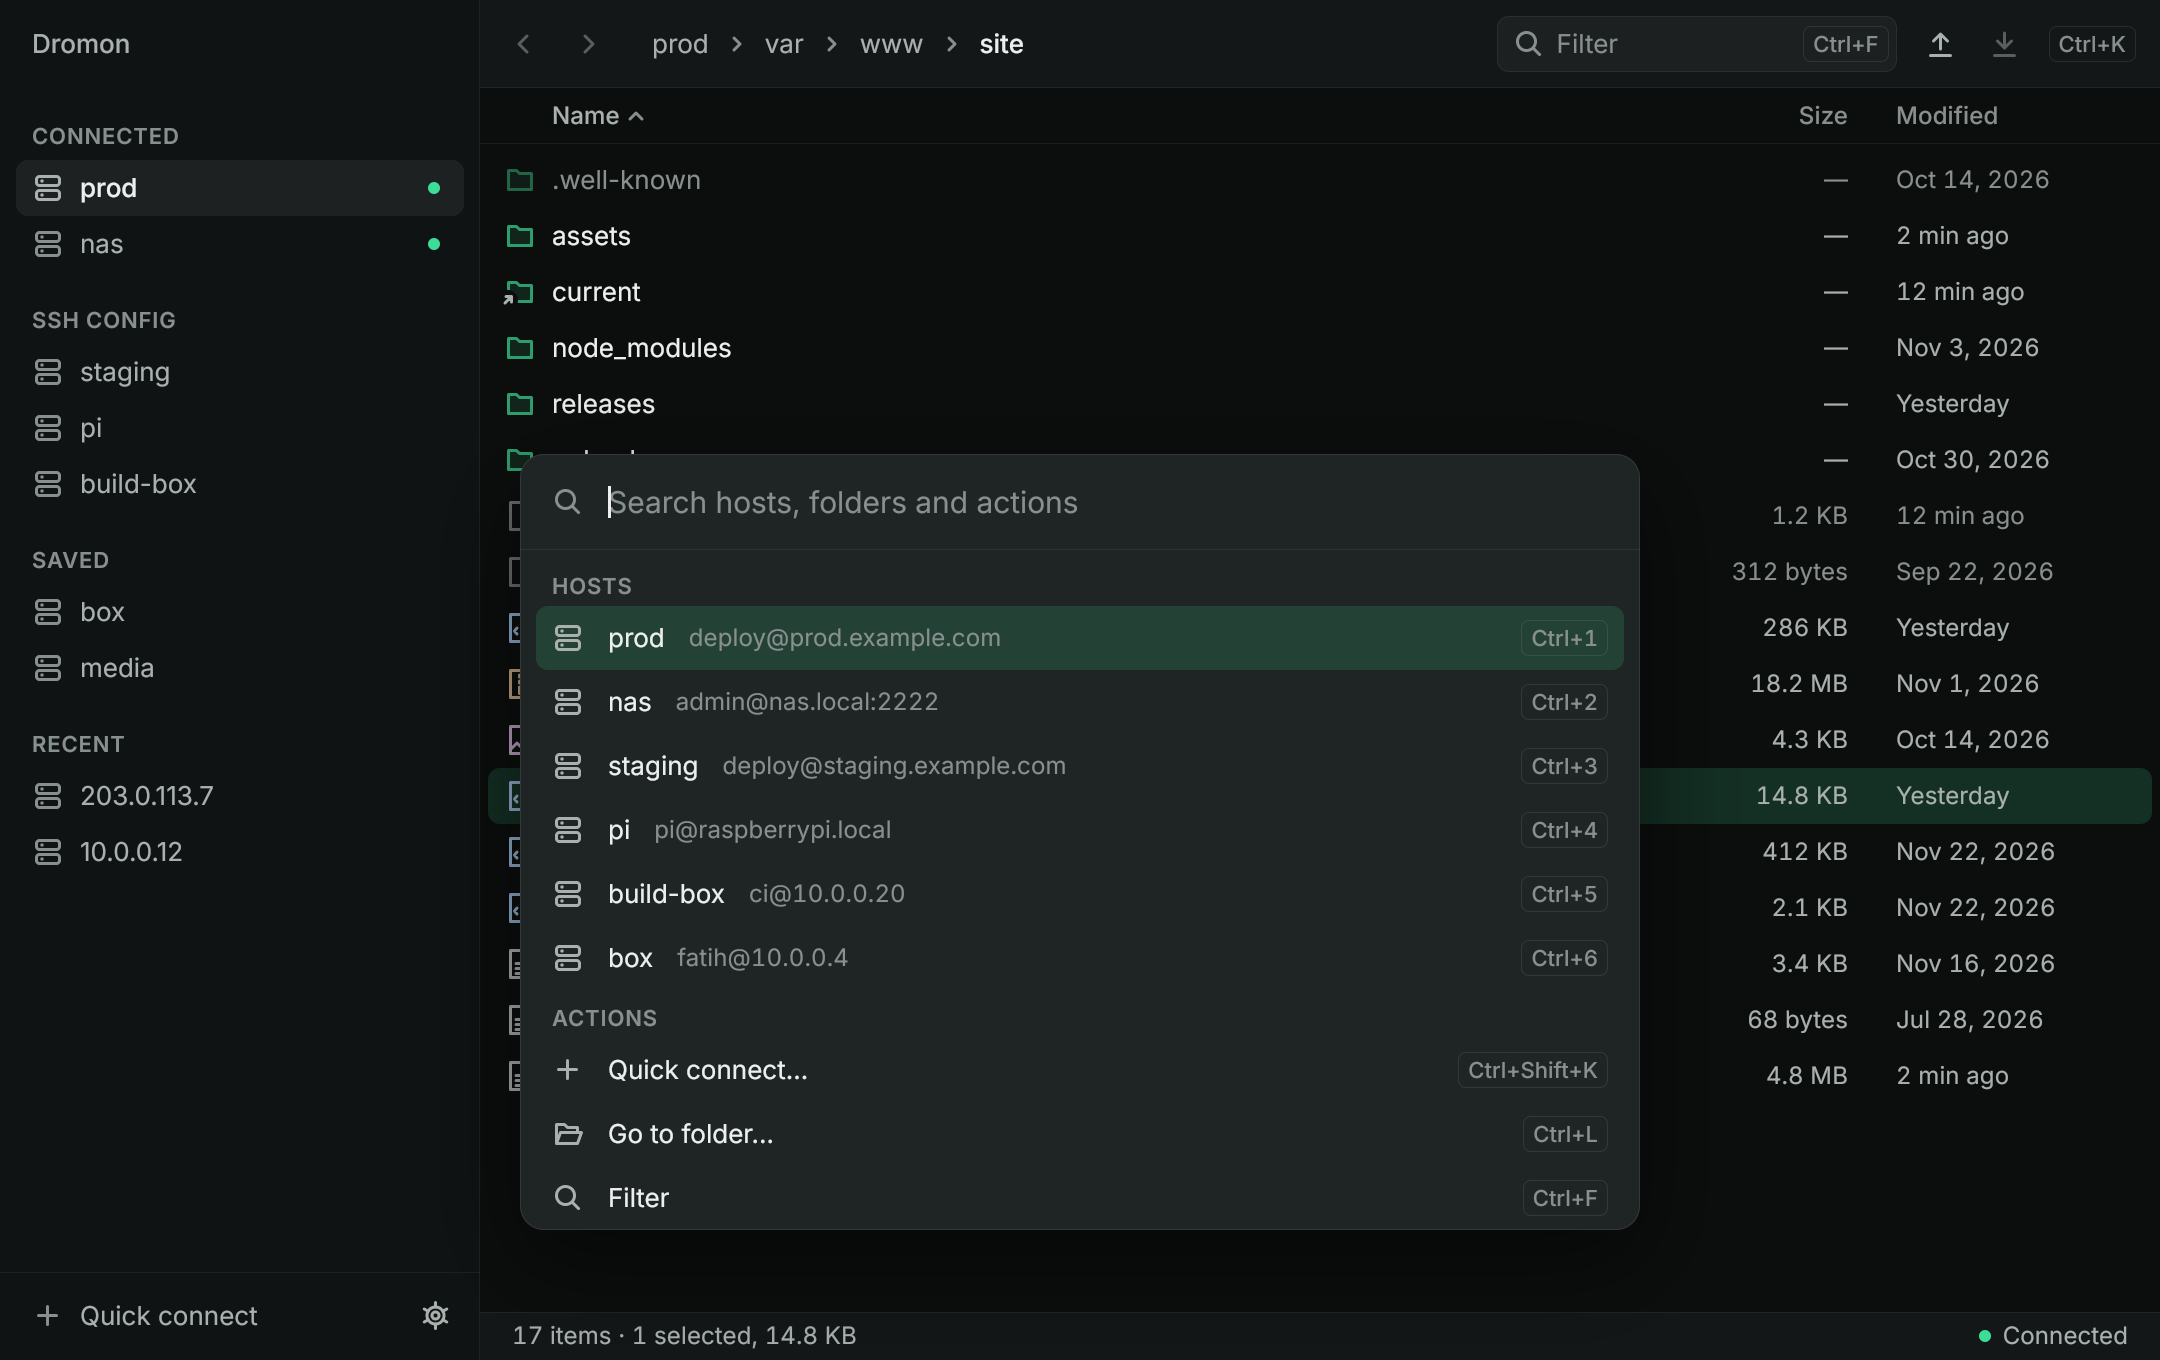 Dromon
CONNECTED
prod
nas
SSH CONFIG
staging
pi
build-box
SAVED
box
media
RECENT
203.0.113.7
10.0.0.12
Quick connect
prod > var > www > site
Filter Ctrl+F
Ctrl+K
Name Size Modified
.well-known — Oct 14, 2026
assets — 2 min ago
current — 12 min ago
node_modules — Nov 3, 2026
releases — Yesterday
— Oct 30, 2026
1.2 KB 12 min ago
312 bytes Sep 22, 2026
286 KB Yesterday
18.2 MB Nov 1, 2026
4.3 KB Oct 14, 2026
14.8 KB Yesterday
412 KB Nov 22, 2026
2.1 KB Nov 22, 2026
3.4 KB Nov 16, 2026
68 bytes Jul 28, 2026
4.8 MB 2 min ago
Search hosts, folders and actions
HOSTS
prod deploy@prod.example.com Ctrl+1
nas admin@nas.local:2222 Ctrl+2
staging deploy@staging.example.com Ctrl+3
pi pi@raspberrypi.local Ctrl+4
build-box ci@10.0.0.20 Ctrl+5
box fatih@10.0.0.4 Ctrl+6
ACTIONS
Quick connect... Ctrl+Shift+K
Go to folder... Ctrl+L
Filter Ctrl+F
17 items · 1 selected, 14.8 KB
Connected